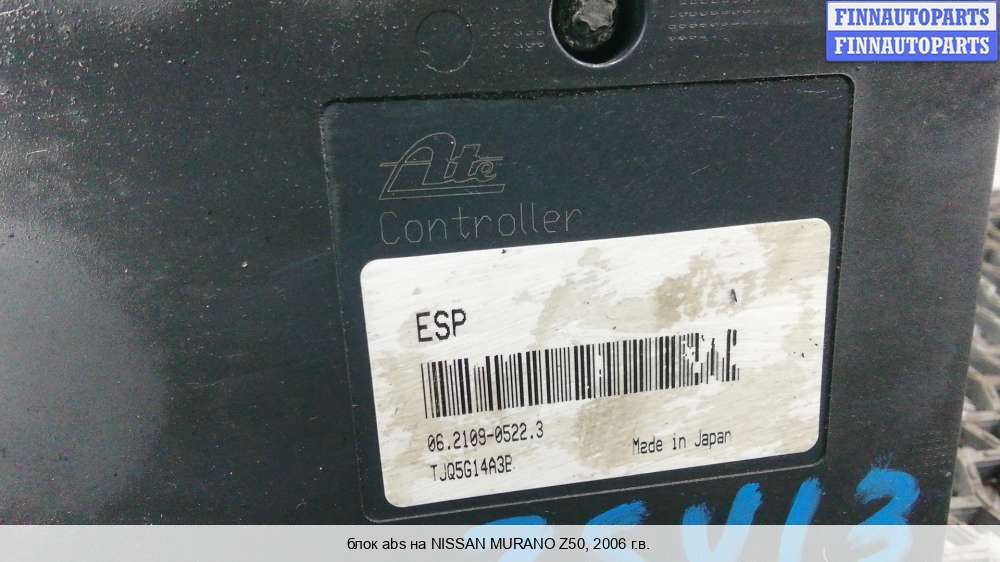 FINNAUTOPARTS
FINNAUTOPARTS
Ate
Controller
ESP
06.2109-0522.3
Made in Japan
TJQ5G14A3B
блок abs на NISSAN MURANO Z50, 2006 г.в.